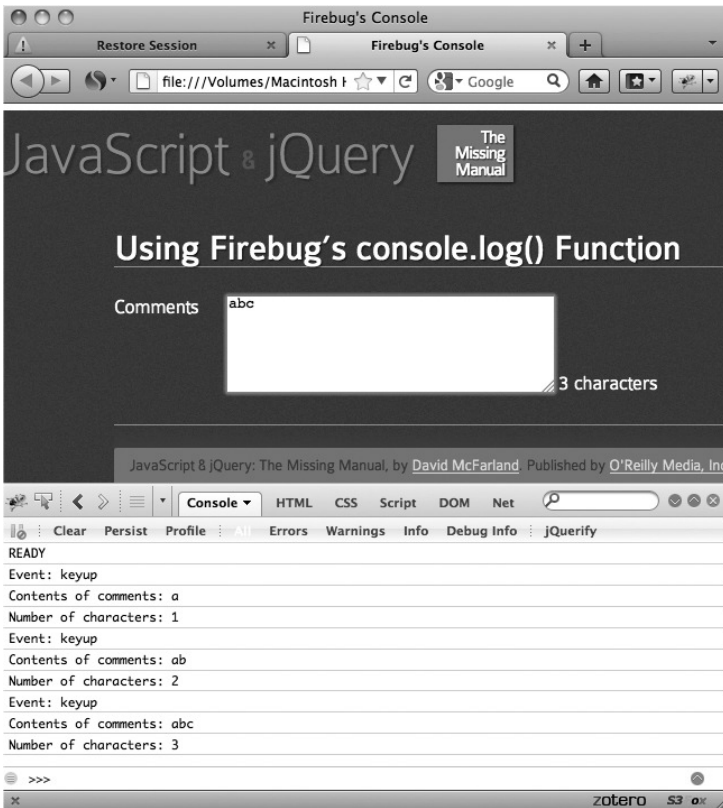 Firebug's Console
Restore Session × Firebug's Console × +
file:///Volumes/Macintosh H Google
JavaScript & jQuery
The
Missing
Manual
Using Firebug's console.log() Function
Comments
abc
3 characters
JavaScript & jQuery: The Missing Manual, by David McFarland. Published by O'Reilly Media, Inc
Console HTML CSS Script DOM Net
Clear Persist Profile All Errors Warnings Info Debug Info jQuerify
READY
Event: keyup
Contents of comments: a
Number of characters: 1
Event: keyup
Contents of comments: ab
Number of characters: 2
Event: keyup
Contents of comments: abc
Number of characters: 3
>>>
× zotero S3 ox